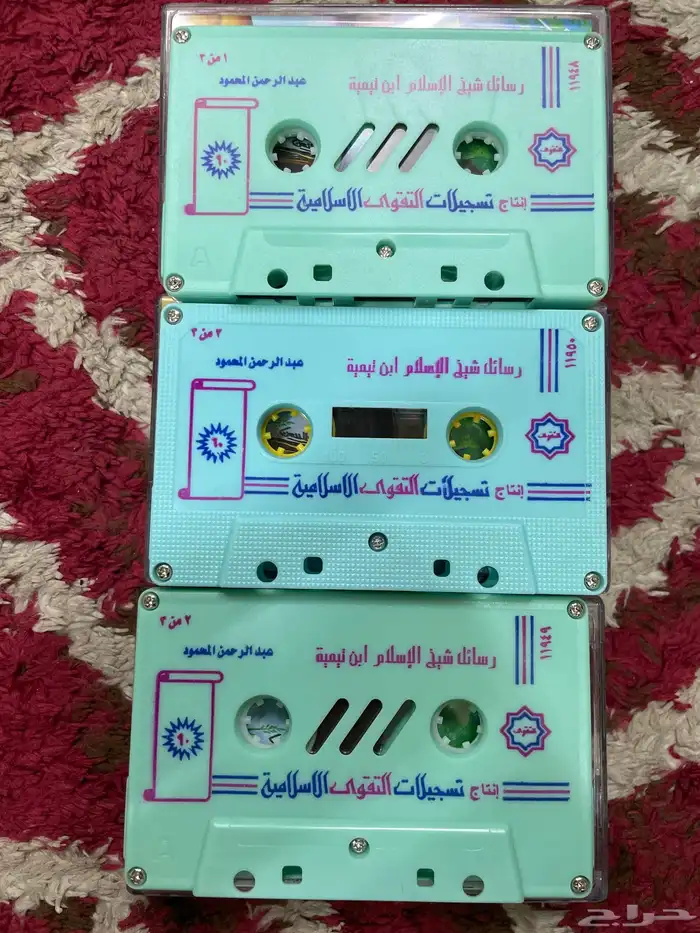 ١ من ٣
رسائل شيخ الإسلام ابن تيمية
عبد الرحمن المحمود
١١٩٤٨
٩٠
التقوى
إنتاج تسجيلات التقوى الاسلامية
A
٣ من ٣
رسائل شيخ الإسلام ابن تيمية
عبد الرحمن المحمود
١١٩٥٠
٦٠
التقوى
إنتاج تسجيلات التقوى الاسلامية
٢ من ٣
رسائل شيخ الإسلام ابن تيمية
عبد الرحمن المحمود
١١٩٤٩
٩٠
التقوى
إنتاج تسجيلات التقوى الاسلامية
A
حراج